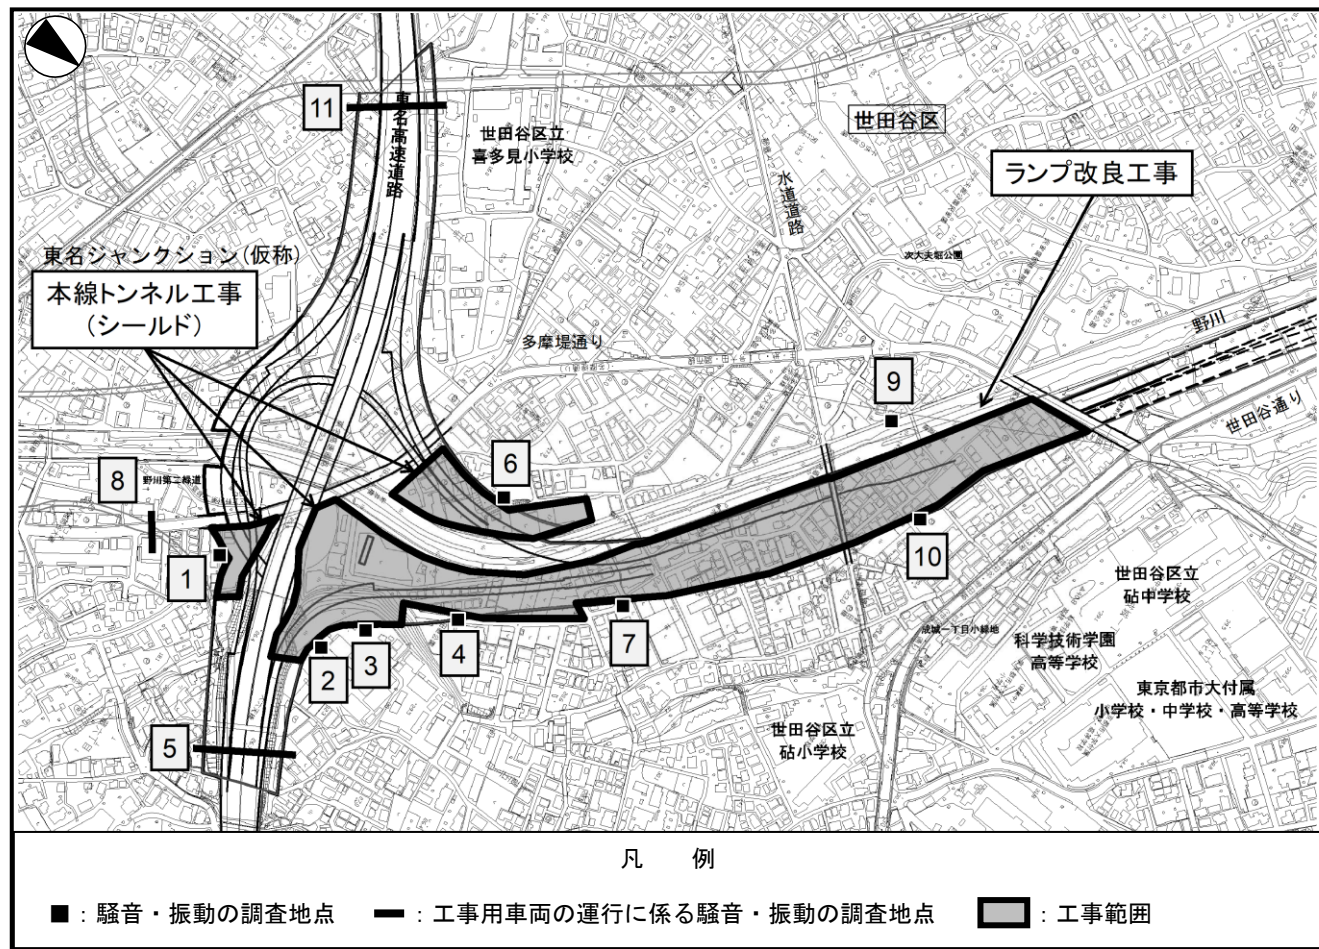 11
東名高速道路
世田谷区立
喜多見小学校
世田谷区
水道道路
ランプ改良工事
東名ジャンクション(仮称)
本線トンネル工事
(シールド)
次大夫堀公園
多摩堤通り
野川
世田谷通り
9
6
8
野川第二緑道
1
10
2
3
4
7
5
世田谷区立
砧中学校
成城一丁目小緑地
科学技術学園
高等学校
東京都市大付属
小学校・中学校・高等学校
世田谷区立
砧小学校
凡 例
■：騒音・振動の調査地点 ━：工事用車両の運行に係る騒音・振動の調査地点 ：工事範囲